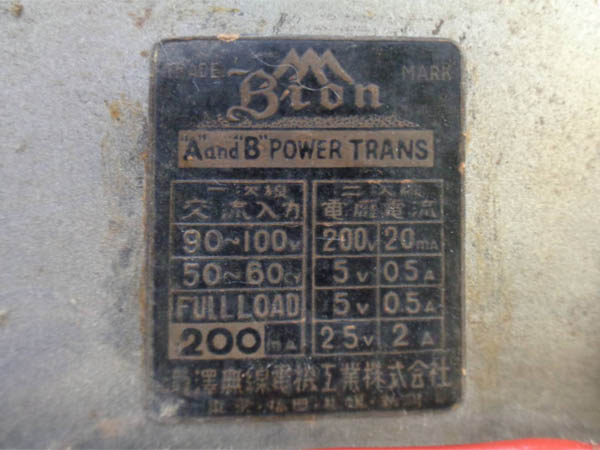 TRADE MARK
Bion
"A" and "B" POWER TRANS
一次線 二次線
交流入力 電壓 電流
90~100V 200V 20mA
50~60cy 5V 0.5A
FULL LOAD 5V 0.5A
200mA 2.5V 2A
澤無線電機工業株式会社